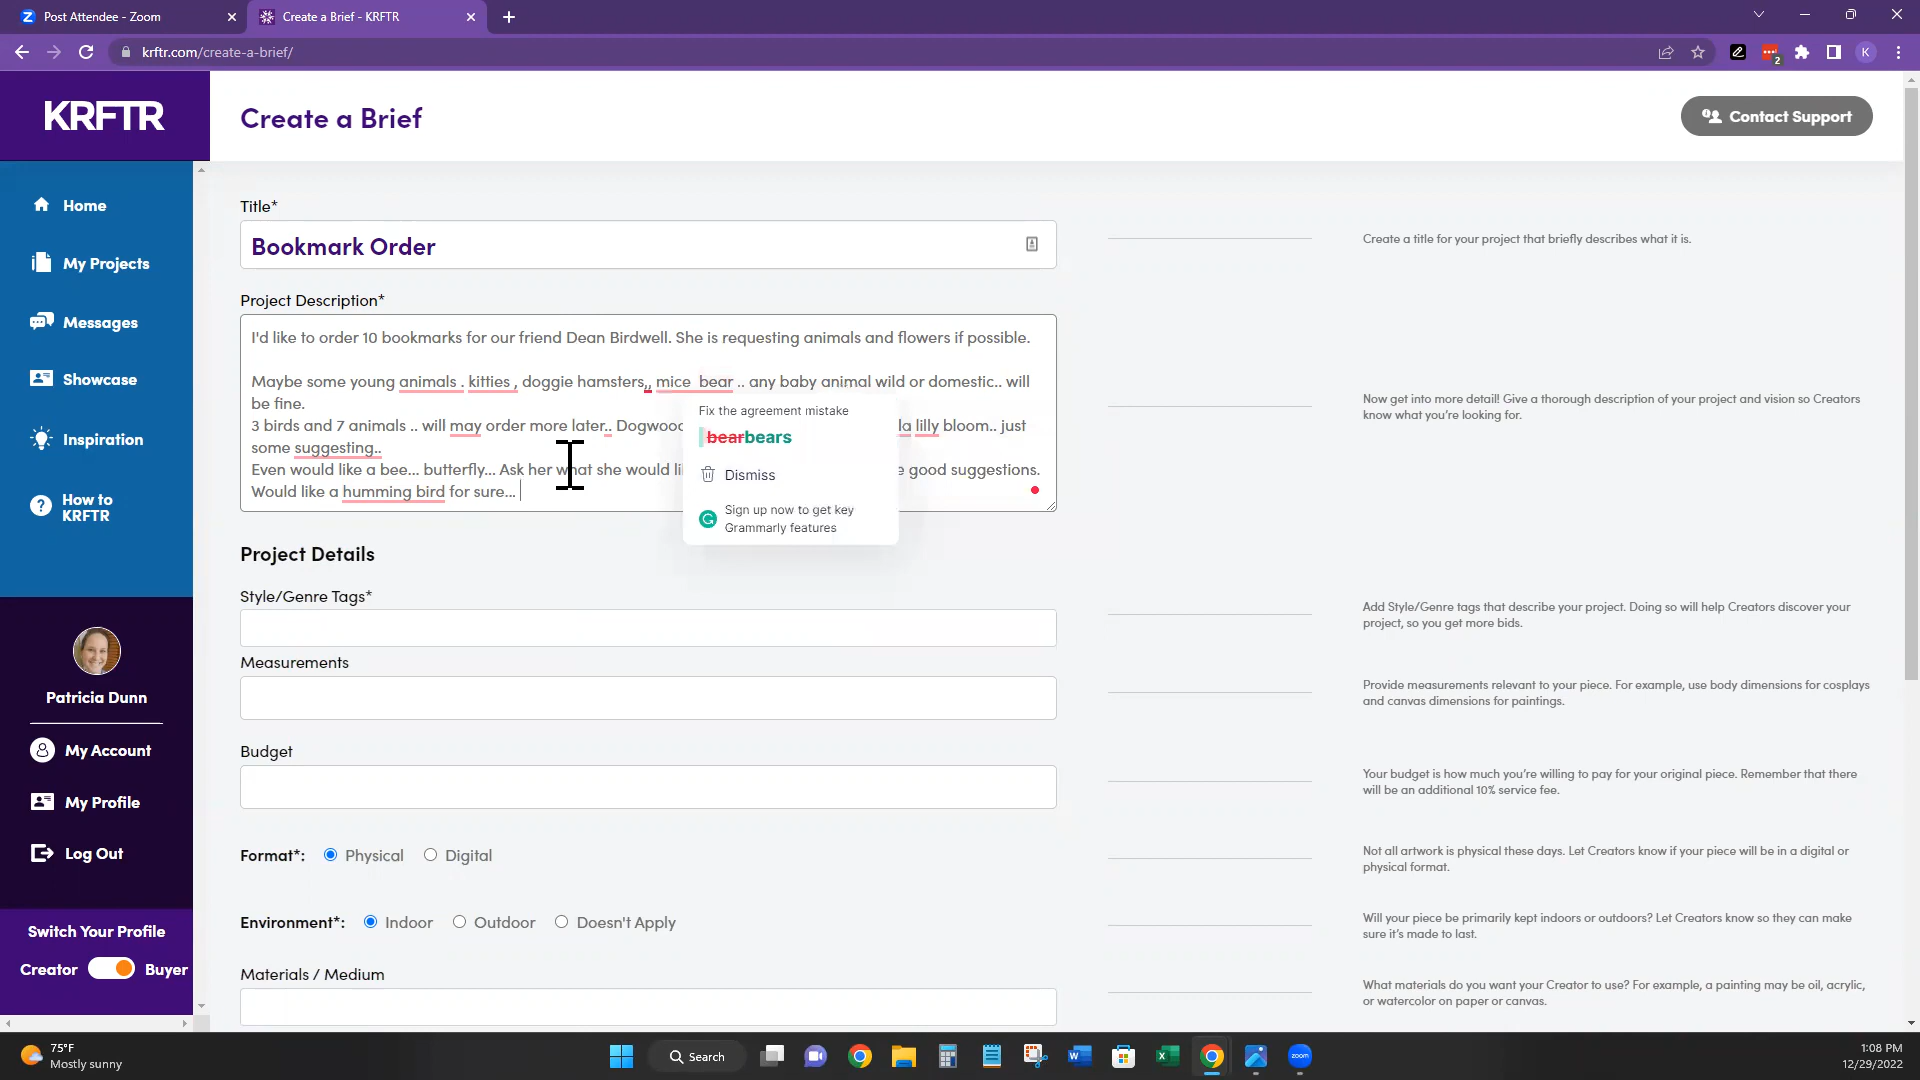 Post Attendee - Zoom
Create a Brief - KRFTR
krftr.com/create-a-brief/
2
K
KRFTR
Create a Brief
Contact Support
Home
My Projects
Messages
Showcase
Inspiration
How to
KRFTR
Patricia Dunn
My Account
My Profile
Log Out
Switch Your Profile
Creator
Buyer
Title*
Bookmark Order
Create a title for your project that briefly describes what it is.
Project Description*
I'd like to order 10 bookmarks for our friend Dean Birdwell. She is requesting animals and flowers if possible.
Maybe some young animals . kitties , doggie hamsters,, mice  bear .. any baby animal wild or domestic.. will
be fine.
3 birds and 7 animals .. will may order more later.. Dogwood
la lilly bloom.. just
some suggesting..
Even would like a bee... butterfly... Ask her what she would li
e good suggestions.
Would like a humming bird for sure...
Fix the agreement mistake
bearbears
Dismiss
Sign up now to get key
Grammarly features
Now get into more detail! Give a thorough description of your project and vision so Creators
know what you're looking for.
Project Details
Style/Genre Tags*
Add Style/Genre tags that describe your project. Doing so will help Creators discover your
project, so you get more bids.
Measurements
Provide measurements relevant to your piece. For example, use body dimensions for cosplays
and canvas dimensions for paintings.
Budget
Your budget is how much you're willing to pay for your original piece. Remember that there
will be an additional 10% service fee.
Format*: Physical Digital
Not all artwork is physical these days. Let Creators know if your piece will be in a digital or
physical format.
Environment*: Indoor Outdoor Doesn't Apply
Will your piece be primarily kept indoors or outdoors? Let Creators know so they can make
sure it's made to last.
Materials / Medium
What materials do you want your Creator to use? For example, a painting may be oil, acrylic,
or watercolor on paper or canvas.
75°F
Mostly sunny
Search
zoom
1:08 PM
12/29/2022